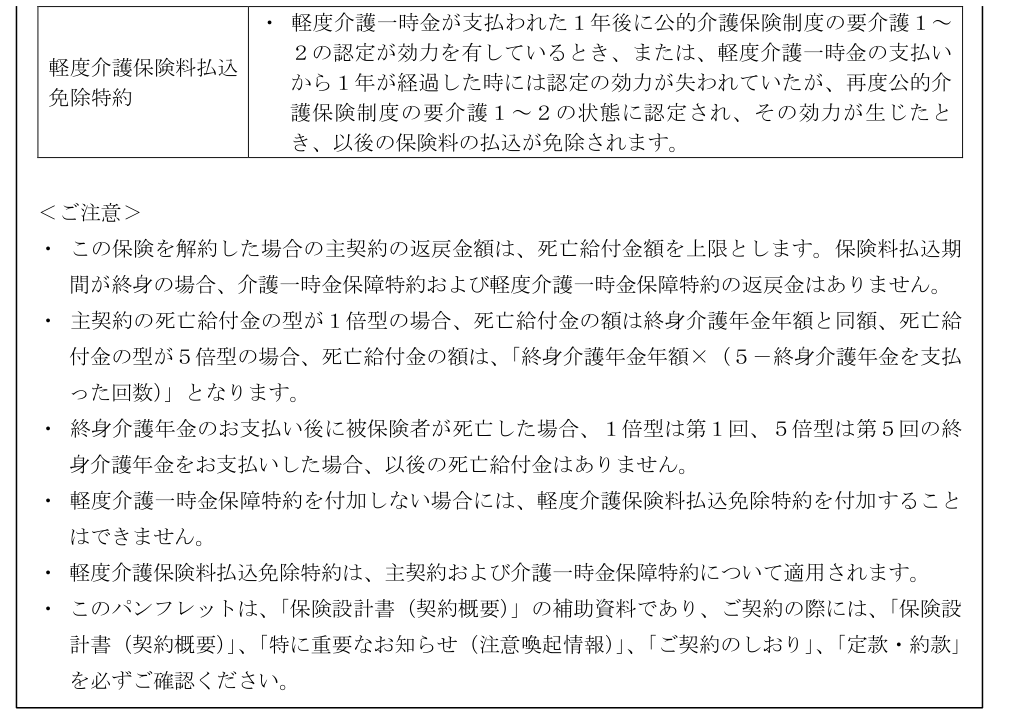 軽度介護保険料払込
免除特約
・ 軽度介護一時金が支払われた１年後に公的介護保険制度の要介護１～
２の認定が効力を有しているとき、または、軽度介護一時金の支払い
から１年が経過した時には認定の効力が失われていたが、再度公的介
護保険制度の要介護１～２の状態に認定され、その効力が生じたと
き、以後の保険料の払込が免除されます。
＜ご注意＞
・ この保険を解約した場合の主契約の返戻金額は、死亡給付金額を上限とします。保険料払込期
間が終身の場合、介護一時金保障特約および軽度介護一時金保障特約の返戻金はありません。
・ 主契約の死亡給付金の型が１倍型の場合、死亡給付金の額は終身介護年金年額と同額、死亡給
付金の型が５倍型の場合、死亡給付金の額は、「終身介護年金年額×（５－終身介護年金を支払
った回数）」となります。
・ 終身介護年金のお支払い後に被保険者が死亡した場合、１倍型は第１回、５倍型は第５回の終
身介護年金をお支払いした場合、以後の死亡給付金はありません。
・ 軽度介護一時金保障特約を付加しない場合には、軽度介護保険料払込免除特約を付加すること
はできません。
・ 軽度介護保険料払込免除特約は、主契約および介護一時金保障特約について適用されます。
・ このパンフレットは、「保険設計書（契約概要）」の補助資料であり、ご契約の際には、「保険設
計書（契約概要）」、「特に重要なお知らせ（注意喚起情報）」、「ご契約のしおり」、「定款・約款」
を必ずご確認ください。